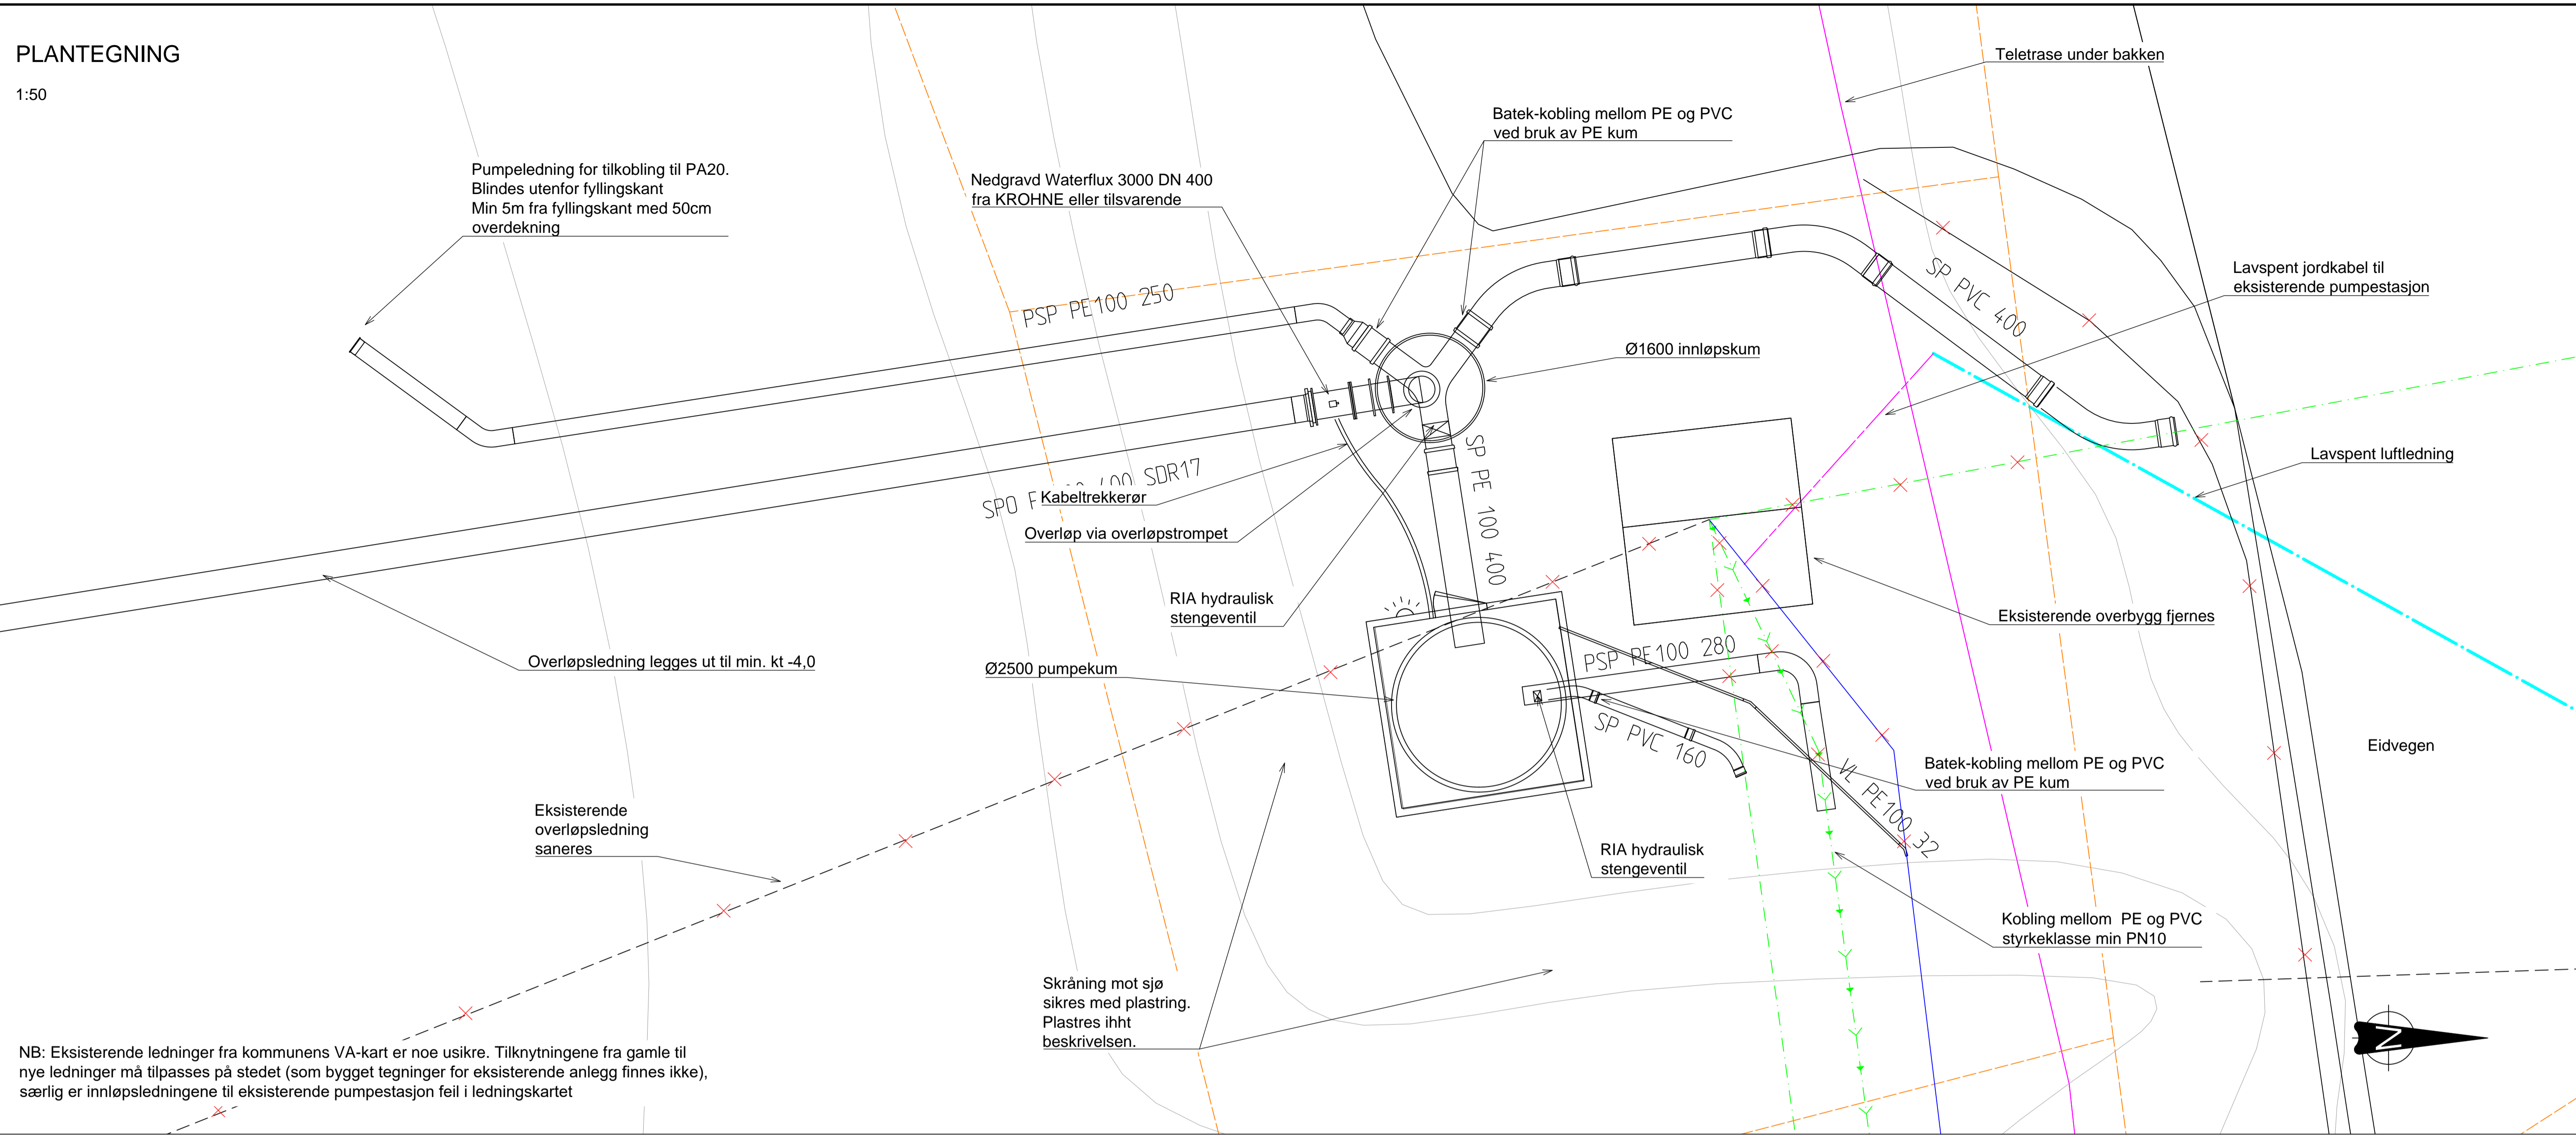 PLANTEGNING
1:50
Pumpeledning for tilkobling til PA20.
Blindes utenfor fyllingskant
Min 5m fra fyllingskant med 50cm
overdekning
Nedgravd Waterflux 3000 DN 400
fra KROHNE eller tilsvarende
Batek-kobling mellom PE og PVC
ved bruk av PE kum
Teletrase under bakken
Lavspent jordkabel til
eksisterende pumpestasjon
SP PVC 400
PSP PE100 250
Ø1600 innløpskum
Lavspent luftledning
SPO 400 SDR17
Kabeltrekkerør
Overløp via overløpstrompet
SP PE 100 400
RIA hydraulisk
stengeventil
Eksisterende overbygg fjernes
Overløpsledning legges ut til min. kt -4,0
Ø2500 pumpekum
PSP PE100 280
SP PVC 160
VL PE100 32
Eidvegen
Batek-kobling mellom PE og PVC
ved bruk av PE kum
Eksisterende
overløpsledning
saneres
RIA hydraulisk
stengeventil
Kobling mellom PE og PVC
styrkeklasse min PN10
Skråning mot sjø
sikres med plastring.
Plastres ihht
beskrivelsen.
N
NB: Eksisterende ledninger fra kommunens VA-kart er noe usikre. Tilknytningene fra gamle til
nye ledninger må tilpasses på stedet (som bygget tegninger for eksisterende anlegg finnes ikke),
særlig er innløpsledningene til eksisterende pumpestasjon feil i ledningskartet